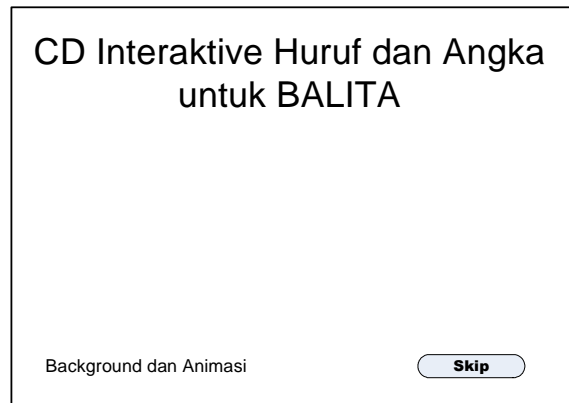 CD Interaktive Huruf dan Angka
untuk BALITA
Background dan Animasi
Skip